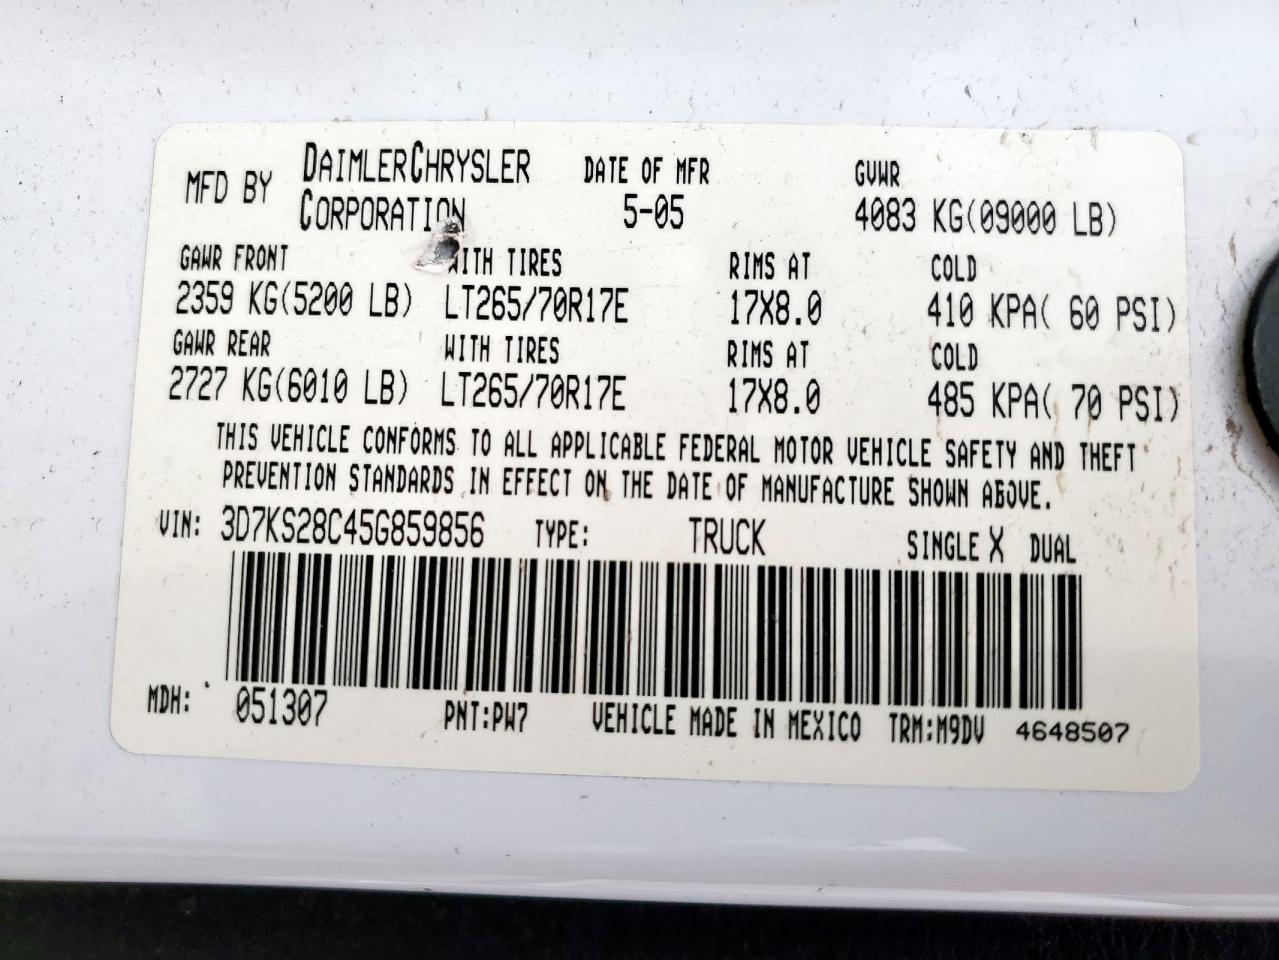 MFD BY DAIMLERCHRYSLER CORPORATION DATE OF MFR 5-05 GVWR 4083 KG(09000 LB)
GAWR FRONT WITH TIRES RIMS AT COLD
2359 KG(5200 LB) LT265/70R17E 17X8.0 410 KPA( 60 PSI)
GAWR REAR WITH TIRES RIMS AT COLD
2727 KG(6010 LB) LT265/70R17E 17X8.0 485 KPA( 70 PSI)
THIS VEHICLE CONFORMS TO ALL APPLICABLE FEDERAL MOTOR VEHICLE SAFETY AND THEFT
PREVENTION STANDARDS IN EFFECT ON THE DATE OF MANUFACTURE SHOWN ABOVE.
VIN: 3D7KS28C45G859856 TYPE: TRUCK SINGLE X DUAL
MDH: 051307 PNT:PW7 VEHICLE MADE IN MEXICO TRM:M9DV 4648507